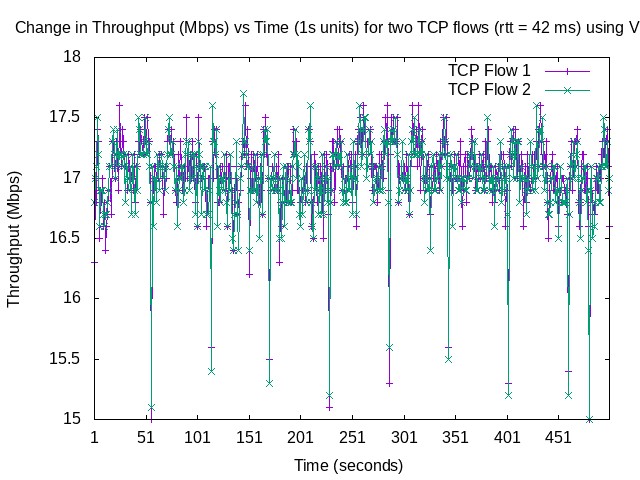 Change in Throughput (Mbps) vs Time (1s units) for two TCP flows (rtt = 42 ms) using V
18
TCP Flow 1
TCP Flow 2
17.5
17
16.5
16
15.5
15
Throughput (Mbps)
1 51 101 151 201 251 301 351 401 451
Time (seconds)